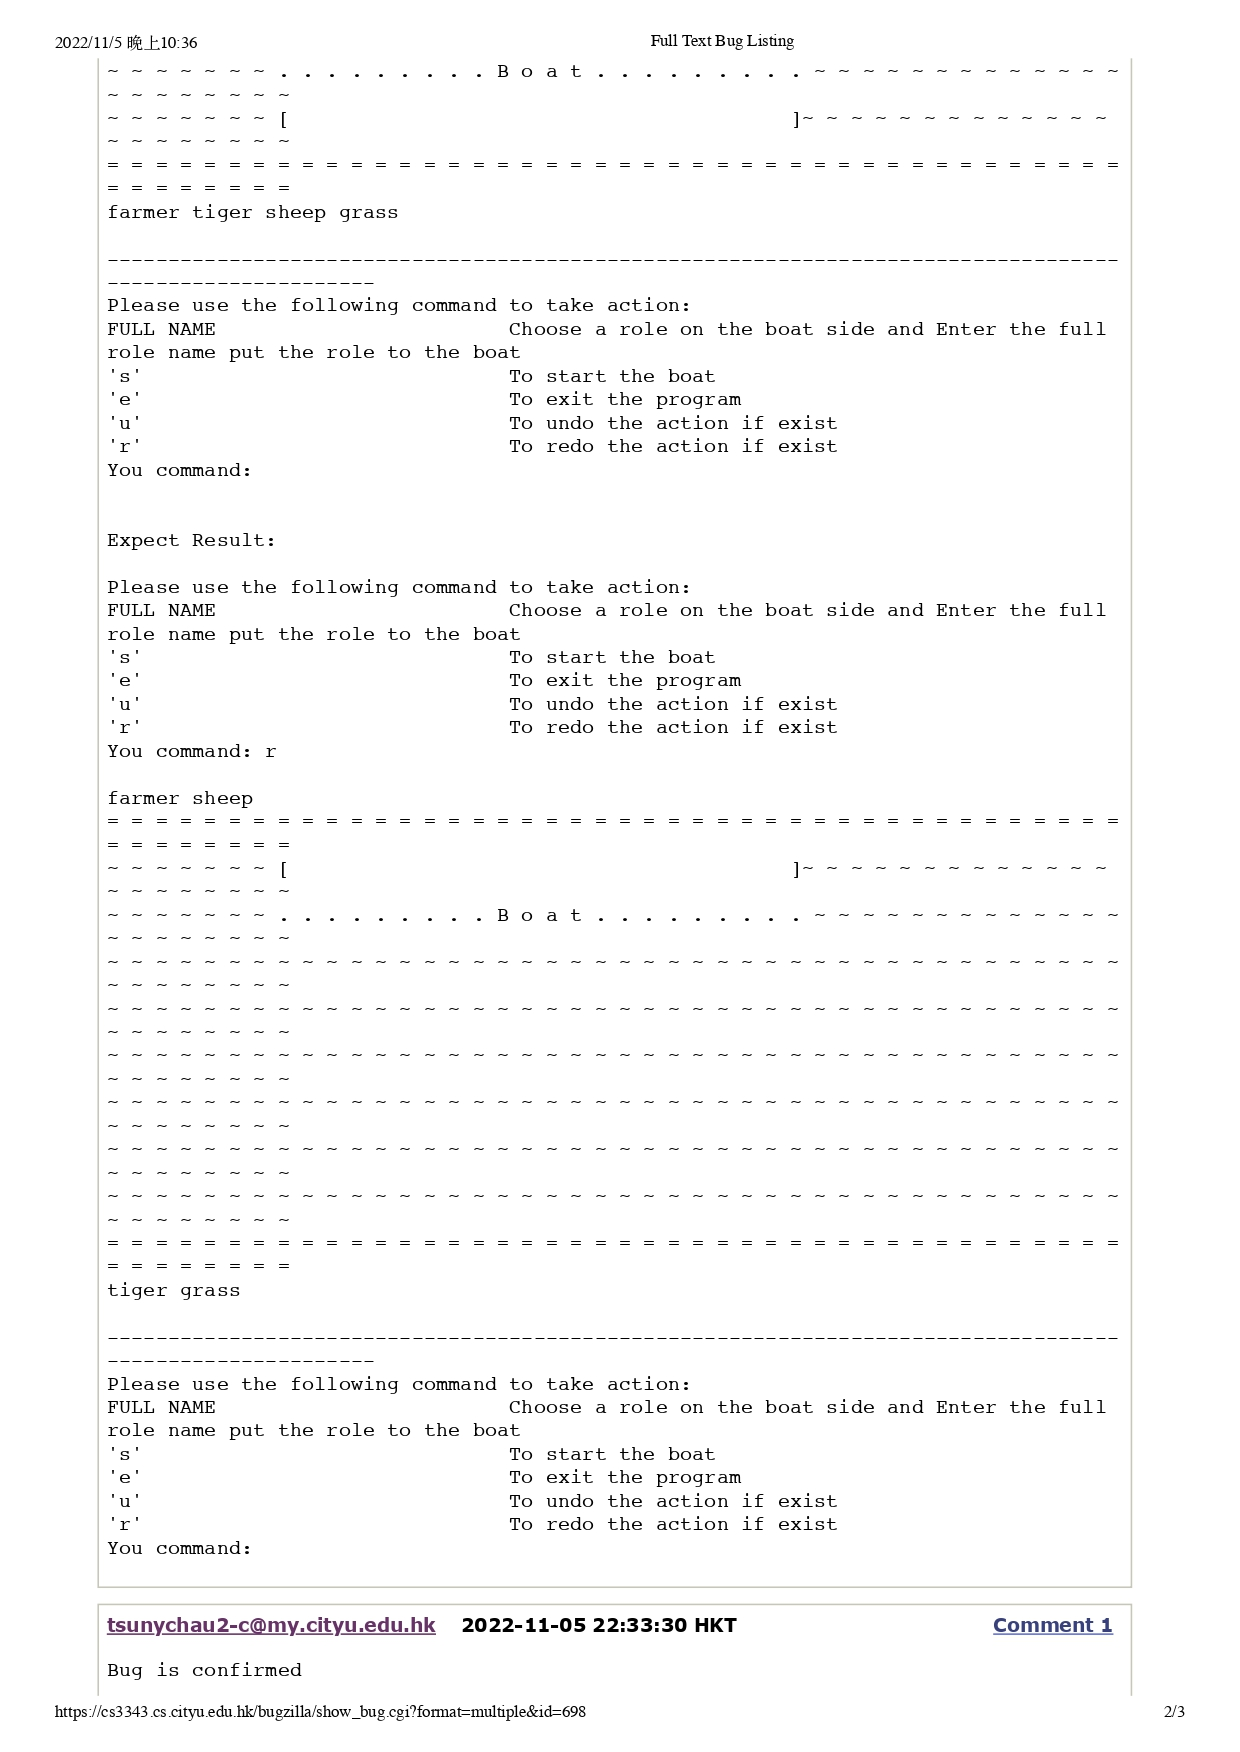 2022/11/5 晚上10:36 Full Text Bug Listing
~ ~ ~ ~ ~ ~ ~ . . . . . . . . . B o a t . . . . . . . . . ~ ~ ~ ~ ~ ~ ~ ~ ~ ~ ~ ~ ~
~ ~ ~ ~ ~ ~ ~ ~
~ ~ ~ ~ ~ ~ ~ [ ]~ ~ ~ ~ ~ ~ ~ ~ ~ ~ ~ ~ ~
~ ~ ~ ~ ~ ~ ~ ~
= = = = = = = = = = = = = = = = = = = = = = = = = = = = = = = = = = = = = = = = = =
= = = = = = = =
farmer tiger sheep grass
-----------------------------------------------------------------------------------
----------------------
Please use the following command to take action:
FULL NAME Choose a role on the boat side and Enter the full
role name put the role to the boat
's' To start the boat
'e' To exit the program
'u' To undo the action if exist
'r' To redo the action if exist
You command:
Expect Result:
Please use the following command to take action:
FULL NAME Choose a role on the boat side and Enter the full
role name put the role to the boat
's' To start the boat
'e' To exit the program
'u' To undo the action if exist
'r' To redo the action if exist
You command: r
farmer sheep
= = = = = = = = = = = = = = = = = = = = = = = = = = = = = = = = = = = = = = = = = =
= = = = = = = =
~ ~ ~ ~ ~ ~ ~ [ ]~ ~ ~ ~ ~ ~ ~ ~ ~ ~ ~ ~ ~
~ ~ ~ ~ ~ ~ ~ ~
~ ~ ~ ~ ~ ~ ~ . . . . . . . . . B o a t . . . . . . . . . ~ ~ ~ ~ ~ ~ ~ ~ ~ ~ ~ ~ ~
~ ~ ~ ~ ~ ~ ~ ~
~ ~ ~ ~ ~ ~ ~ ~ ~ ~ ~ ~ ~ ~ ~ ~ ~ ~ ~ ~ ~ ~ ~ ~ ~ ~ ~ ~ ~ ~ ~ ~ ~ ~ ~ ~ ~ ~ ~ ~ ~ ~
~ ~ ~ ~ ~ ~ ~ ~
~ ~ ~ ~ ~ ~ ~ ~ ~ ~ ~ ~ ~ ~ ~ ~ ~ ~ ~ ~ ~ ~ ~ ~ ~ ~ ~ ~ ~ ~ ~ ~ ~ ~ ~ ~ ~ ~ ~ ~ ~ ~
~ ~ ~ ~ ~ ~ ~ ~
~ ~ ~ ~ ~ ~ ~ ~ ~ ~ ~ ~ ~ ~ ~ ~ ~ ~ ~ ~ ~ ~ ~ ~ ~ ~ ~ ~ ~ ~ ~ ~ ~ ~ ~ ~ ~ ~ ~ ~ ~ ~
~ ~ ~ ~ ~ ~ ~ ~
~ ~ ~ ~ ~ ~ ~ ~ ~ ~ ~ ~ ~ ~ ~ ~ ~ ~ ~ ~ ~ ~ ~ ~ ~ ~ ~ ~ ~ ~ ~ ~ ~ ~ ~ ~ ~ ~ ~ ~ ~ ~
~ ~ ~ ~ ~ ~ ~ ~
~ ~ ~ ~ ~ ~ ~ ~ ~ ~ ~ ~ ~ ~ ~ ~ ~ ~ ~ ~ ~ ~ ~ ~ ~ ~ ~ ~ ~ ~ ~ ~ ~ ~ ~ ~ ~ ~ ~ ~ ~ ~
~ ~ ~ ~ ~ ~ ~ ~
~ ~ ~ ~ ~ ~ ~ ~ ~ ~ ~ ~ ~ ~ ~ ~ ~ ~ ~ ~ ~ ~ ~ ~ ~ ~ ~ ~ ~ ~ ~ ~ ~ ~ ~ ~ ~ ~ ~ ~ ~ ~
~ ~ ~ ~ ~ ~ ~ ~
= = = = = = = = = = = = = = = = = = = = = = = = = = = = = = = = = = = = = = = = = =
= = = = = = = =
tiger grass
-----------------------------------------------------------------------------------
----------------------
Please use the following command to take action:
FULL NAME Choose a role on the boat side and Enter the full
role name put the role to the boat
's' To start the boat
'e' To exit the program
'u' To undo the action if exist
'r' To redo the action if exist
You command:
tsunychau2-c@my.cityu.edu.hk 2022-11-05 22:33:30 HKT Comment 1
Bug is confirmed
https://cs3343.cs.cityu.edu.hk/bugzilla/show_bug.cgi?format=multiple&id=698 2/3